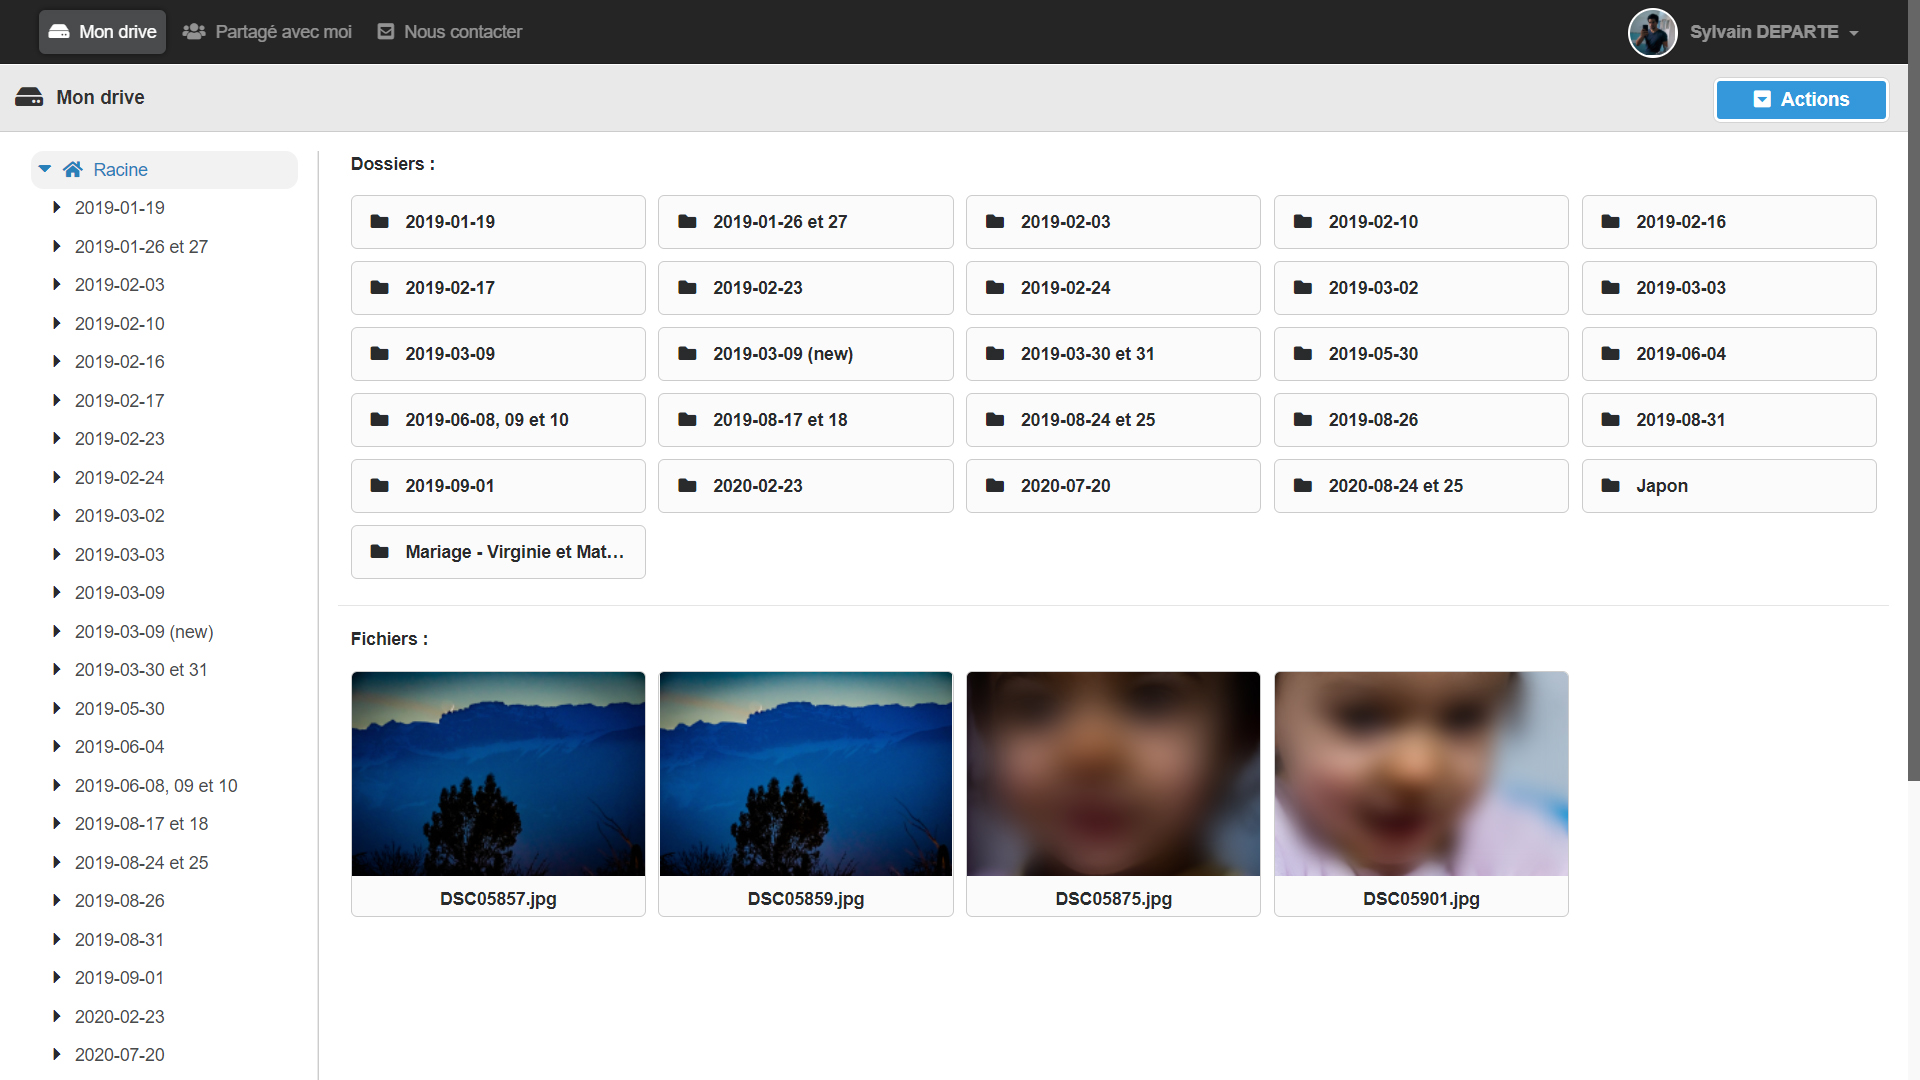 Mon drive Partagé avec moi Nous contacter Sylvain DEPARTE
Mon drive Actions
Racine
2019-01-19
2019-01-26 et 27
2019-02-03
2019-02-10
2019-02-16
2019-02-17
2019-02-23
2019-02-24
2019-03-02
2019-03-03
2019-03-09
2019-03-09 (new)
2019-03-30 et 31
2019-05-30
2019-06-04
2019-06-08, 09 et 10
2019-08-17 et 18
2019-08-24 et 25
2019-08-26
2019-08-31
2019-09-01
2020-02-23
2020-07-20
Dossiers :
2019-01-19 2019-01-26 et 27 2019-02-03 2019-02-10 2019-02-16
2019-02-17 2019-02-23 2019-02-24 2019-03-02 2019-03-03
2019-03-09 2019-03-09 (new) 2019-03-30 et 31 2019-05-30 2019-06-04
2019-06-08, 09 et 10 2019-08-17 et 18 2019-08-24 et 25 2019-08-26 2019-08-31
2019-09-01 2020-02-23 2020-07-20 2020-08-24 et 25 Japon
Mariage - Virginie et Mat...
Fichiers :
DSC05857.jpg DSC05859.jpg DSC05875.jpg DSC05901.jpg